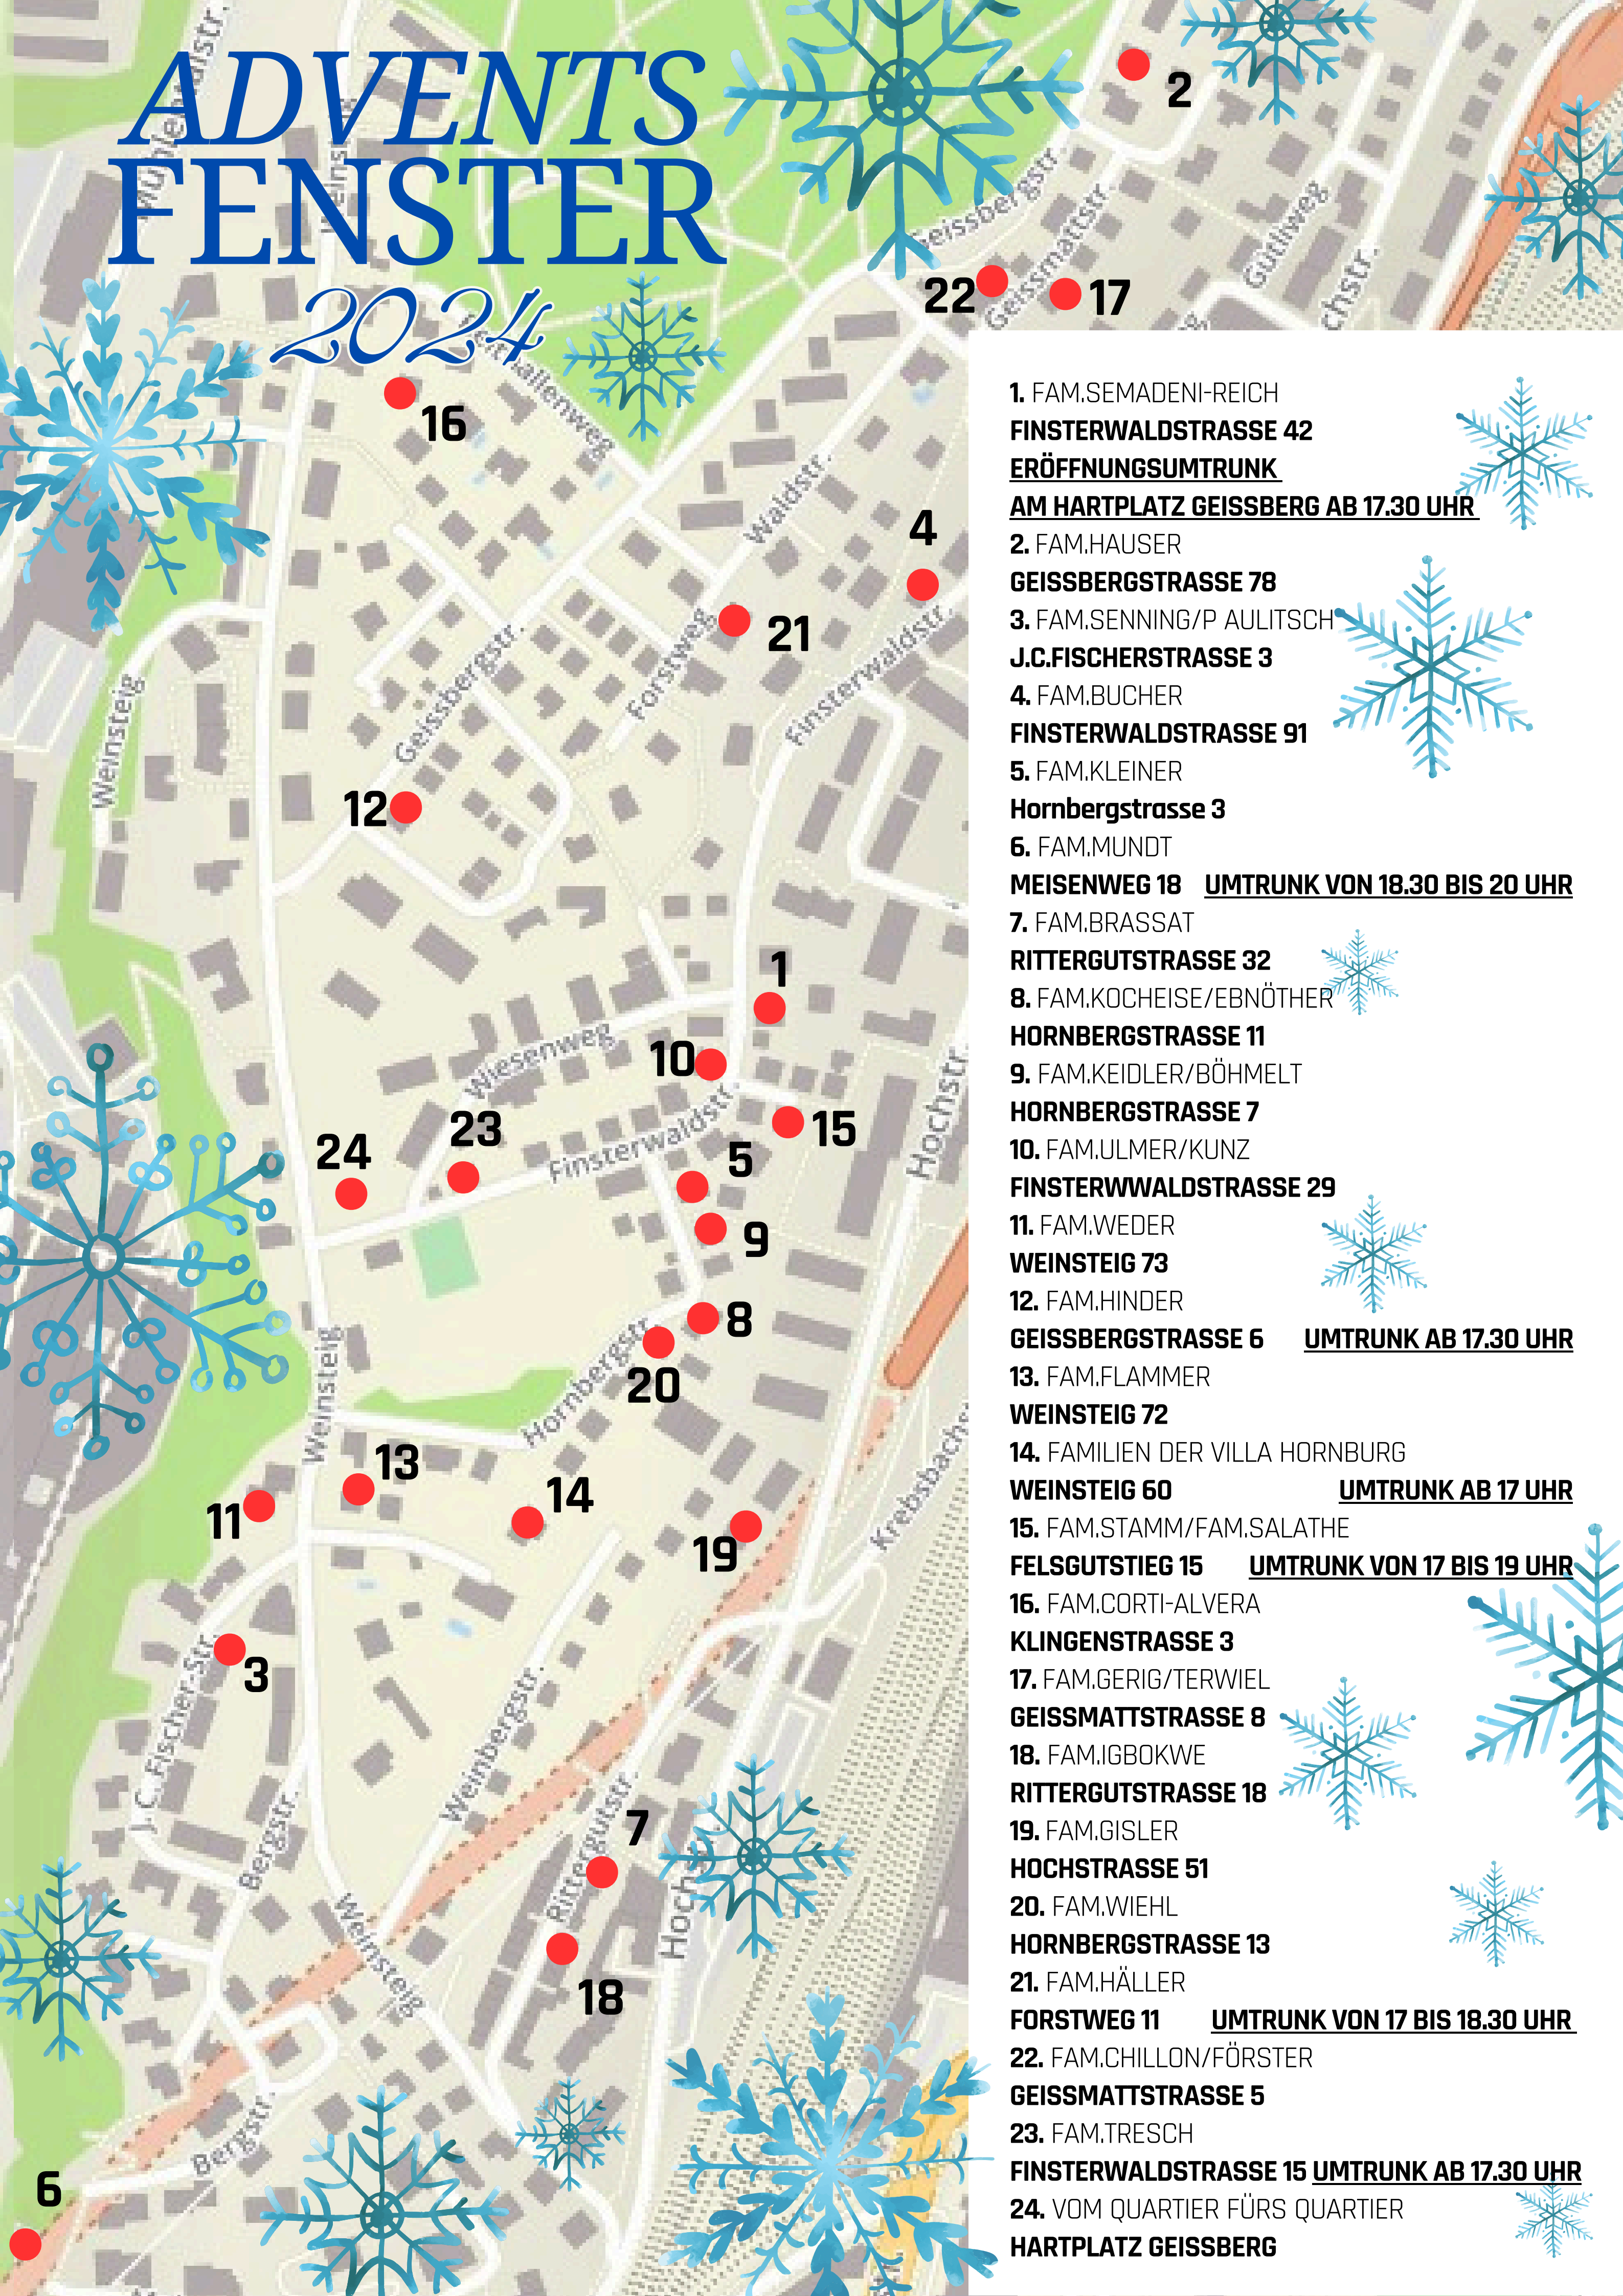 ADVENTS
FENSTER
2024
2
22
17
16
4
21
12
1
10
15
23
24
5
9
8
20
13
11
14
19
3
7
18
6
Weinsteig
Geissbergstr.
Geissmattstr.
Gütliweg
Waldstr.
Forstweg
Finsterwaldstr.
Geissbergstr.
Weinsteig
Wiesenweg
Finsterwaldstr.
Hochstr.
Hornbergstr.
Weinsteig
Krebsbachs
J.C. Fischer-Str.
Weinbergstr.
Bergstr.
Rittergutstr.
Weinsteig
Bergstr.
1. FAM.SEMADENI-REICH
FINSTERWALDSTRASSE 42
ERÖFFNUNGSUMTRUNK
AM HARTPLATZ GEISSBERG AB 17.30 UHR
2. FAM.HAUSER
GEISSBERGSTRASSE 78
3. FAM.SENNING/P AULITSCH
J.C.FISCHERSTRASSE 3
4. FAM.BUCHER
FINSTERWALDSTRASSE 91
5. FAM.KLEINER
Hornbergstrasse 3
6. FAM.MUNDT
MEISENWEG 18 UMTRUNK VON 18.30 BIS 20 UHR
7. FAM.BRASSAT
RITTERGUTSTRASSE 32
8. FAM.KOCHEISE/EBNÖTHER
HORNBERGSTRASSE 11
9. FAM.KEIDLER/BÖHMELT
HORNBERGSTRASSE 7
10. FAM.ULMER/KUNZ
FINSTERWWALDSTRASSE 29
11. FAM.WEDER
WEINSTEIG 73
12. FAM.HINDER
GEISSBERGSTRASSE 6 UMTRUNK AB 17.30 UHR
13. FAM.FLAMMER
WEINSTEIG 72
14. FAMILIEN DER VILLA HORNBURG
WEINSTEIG 60 UMTRUNK AB 17 UHR
15. FAM.STAMM/FAM.SALATHE
FELSGUTSTIEG 15 UMTRUNK VON 17 BIS 19 UHR
16. FAM.CORTI-ALVERA
KLINGENSTRASSE 3
17. FAM.GERIG/TERWIEL
GEISSMATTSTRASSE 8
18. FAM.IGBOKWE
RITTERGUTSTRASSE 18
19. FAM.GISLER
HOCHSTRASSE 51
20. FAM.WIEHL
HORNBERGSTRASSE 13
21. FAM.HÄLLER
FORSTWEG 11 UMTRUNK VON 17 BIS 18.30 UHR
22. FAM.CHILLON/FÖRSTER
GEISSMATTSTRASSE 5
23. FAM.TRESCH
FINSTERWALDSTRASSE 15 UMTRUNK AB 17.30 UHR
24. VOM QUARTIER FÜRS QUARTIER
HARTPLATZ GEISSBERG